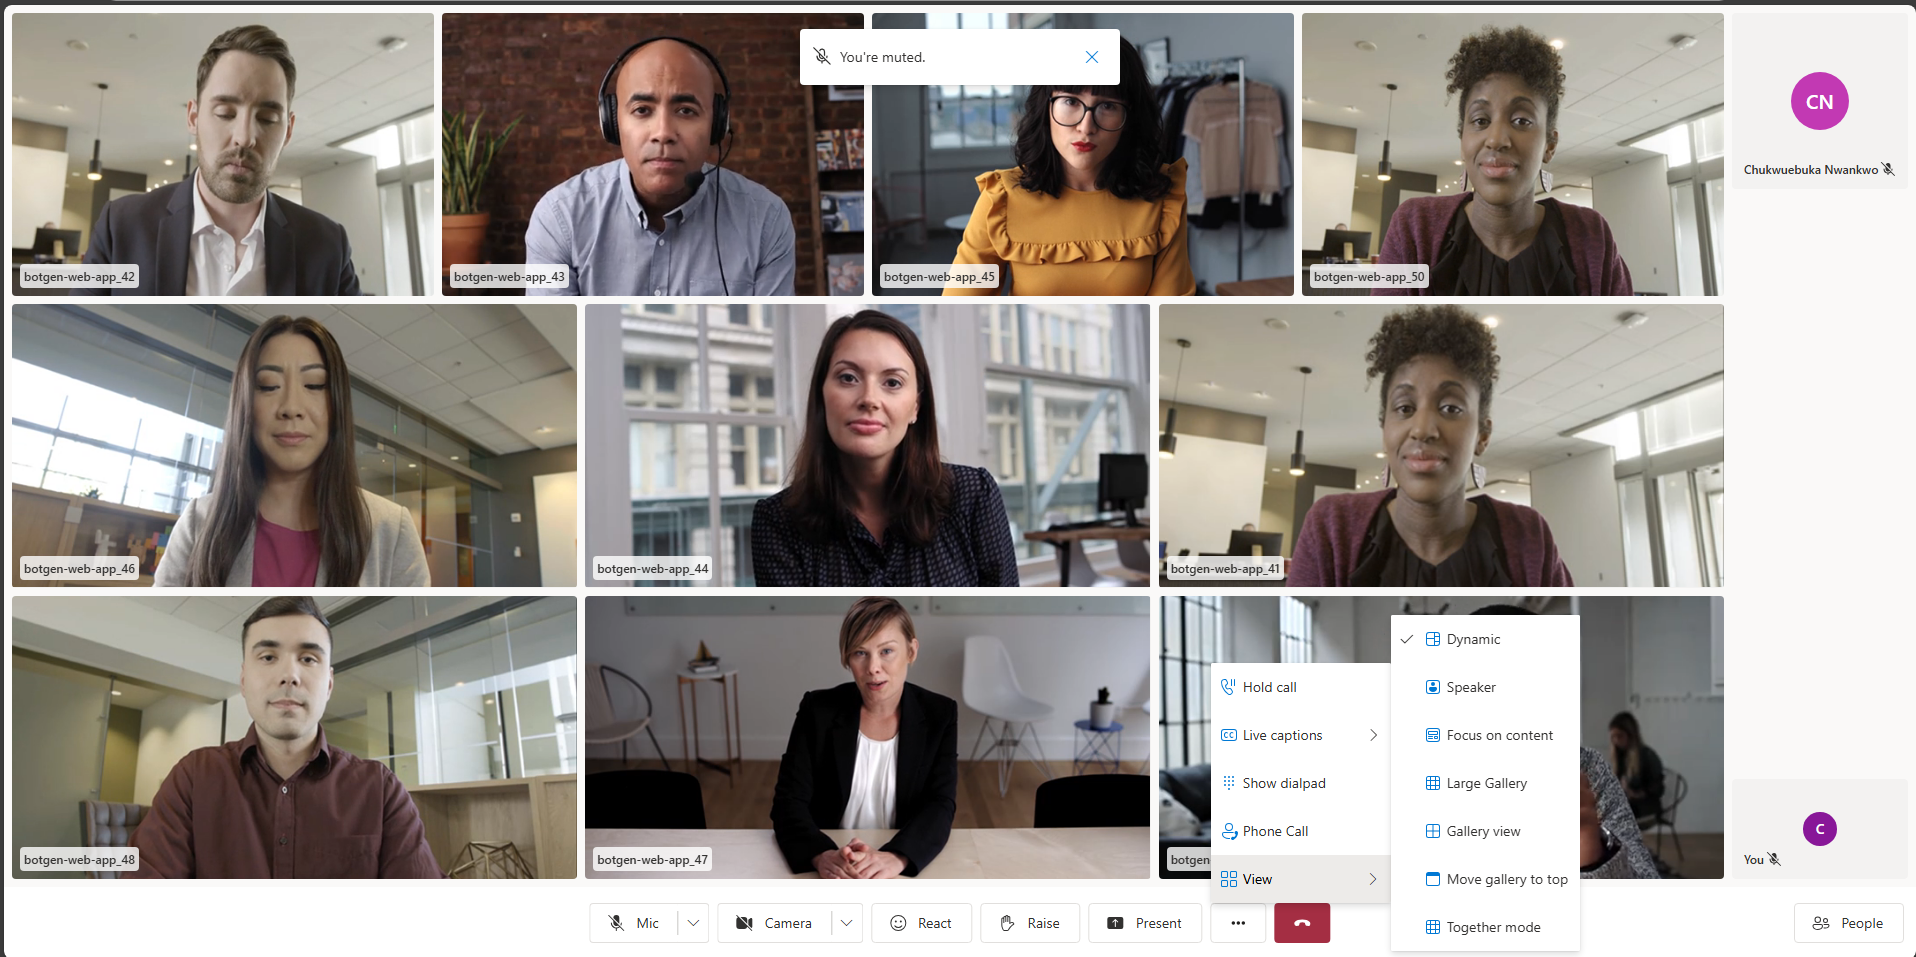 You're muted.
CN
Chukwuebuka Nwankwo
botgen-web-app_42
botgen-web-app_43
botgen-web-app_45
botgen-web-app_50
botgen-web-app_46
botgen-web-app_44
botgen-web-app_41
botgen-web-app_48
botgen-web-app_47
botgen
Hold call
CC Live captions
Show dialpad
Phone Call
View
Dynamic
Speaker
Focus on content
Large Gallery
Gallery view
Move gallery to top
Together mode
C
You
Mic
Camera
React
Raise
Present
People